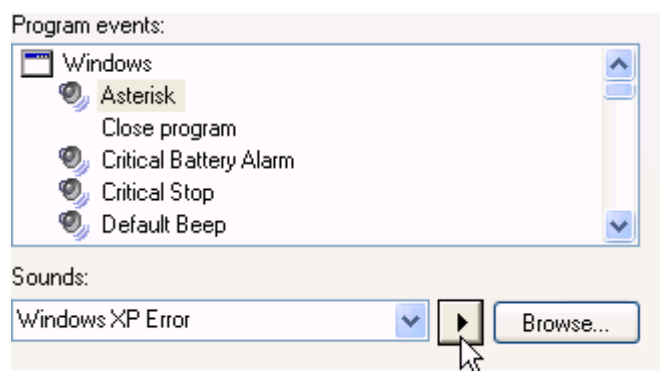 Program events:
Windows
Asterisk
Close program
Critical Battery Alarm
Critical Stop
Default Beep
Sounds:
Windows XP Error
Browse...